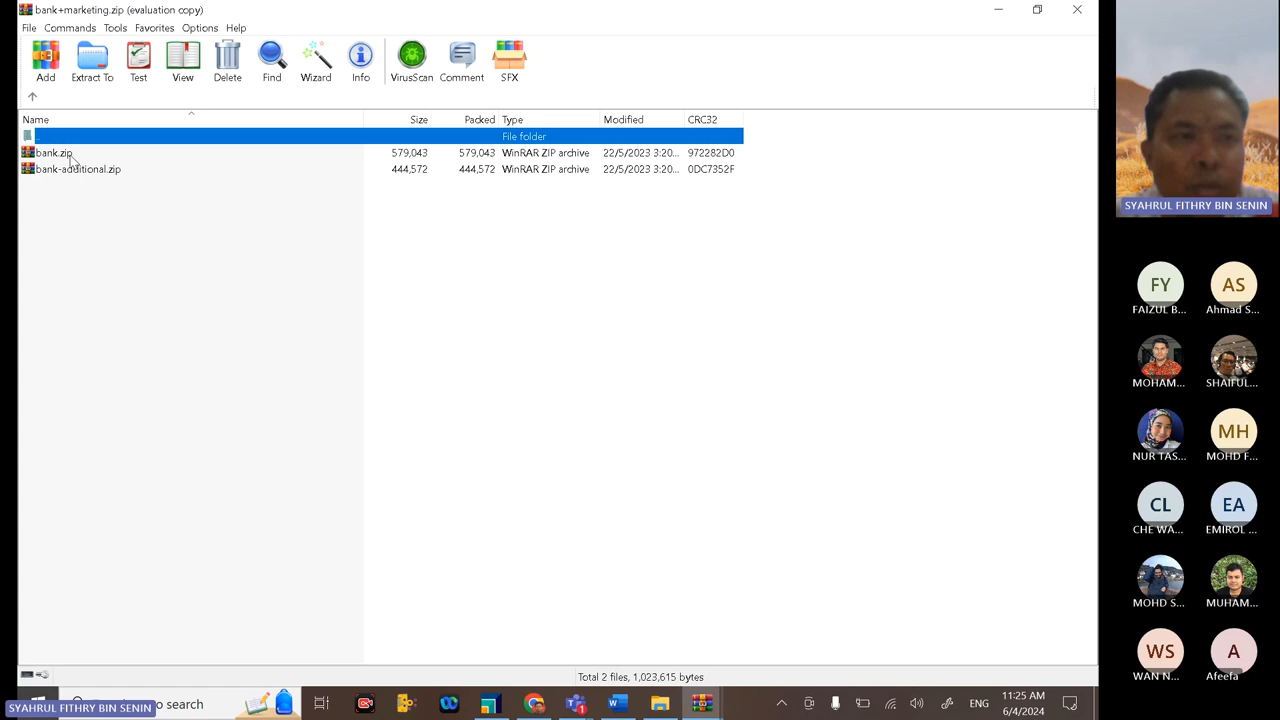 bank+marketing.zip (evaluation copy)
File Commands Tools Favorites Options Help
Add Extract To Test View Delete Find Wizard Info VirusScan Comment SFX
Name Size Packed Type Modified CRC32
.. File folder
bank.zip 579,043 579,043 WinRAR ZIP archive 22/5/2023 3:20... 972282D0
bank-additional.zip 444,572 444,572 WinRAR ZIP archive 22/5/2023 3:20... 0DC7352F
Total 2 files, 1,023,615 bytes
SYAHRUL FITHRY BIN SENIN
FY AS
FAIZUL B... Ahmad S...
MOHAM... SHAIFUL...
MH
NUR TAS... MOHD F...
CL EA
CHE WA... EMIROL ...
MOHD S... MUHAM...
WS A
WAN N... Afeefa
SYAHRUL FITHRY BIN SENIN
o search
ENG
11:25 AM
6/4/2024